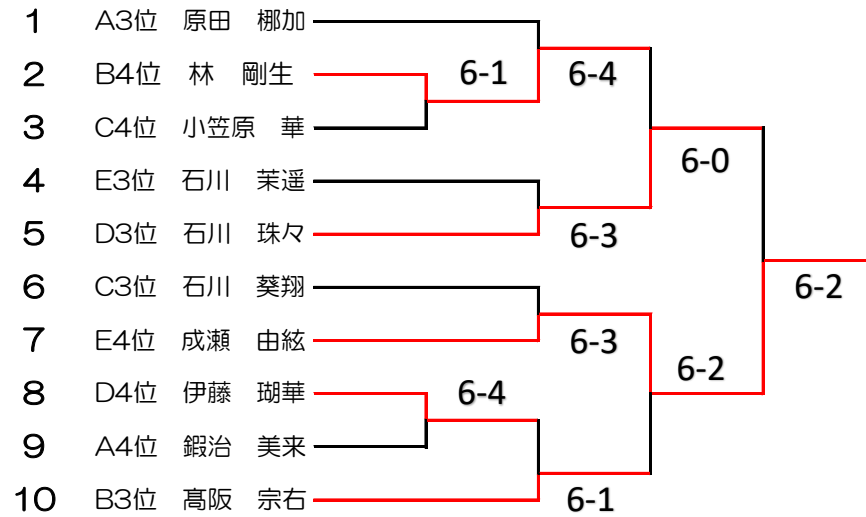 1 A3位 原田 梛加
2 B4位 林 剛生 6-1 6-4
3 C4位 小笠原 華
6-0
4 E3位 石川 茉遥
5 D3位 石川 珠々 6-3
6 C3位 石川 葵翔 6-2
7 E4位 成瀬 由絃 6-3
6-2
8 D4位 伊藤 瑚華 6-4
9 A4位 鍜治 美来
10 B3位 髙阪 宗右 6-1